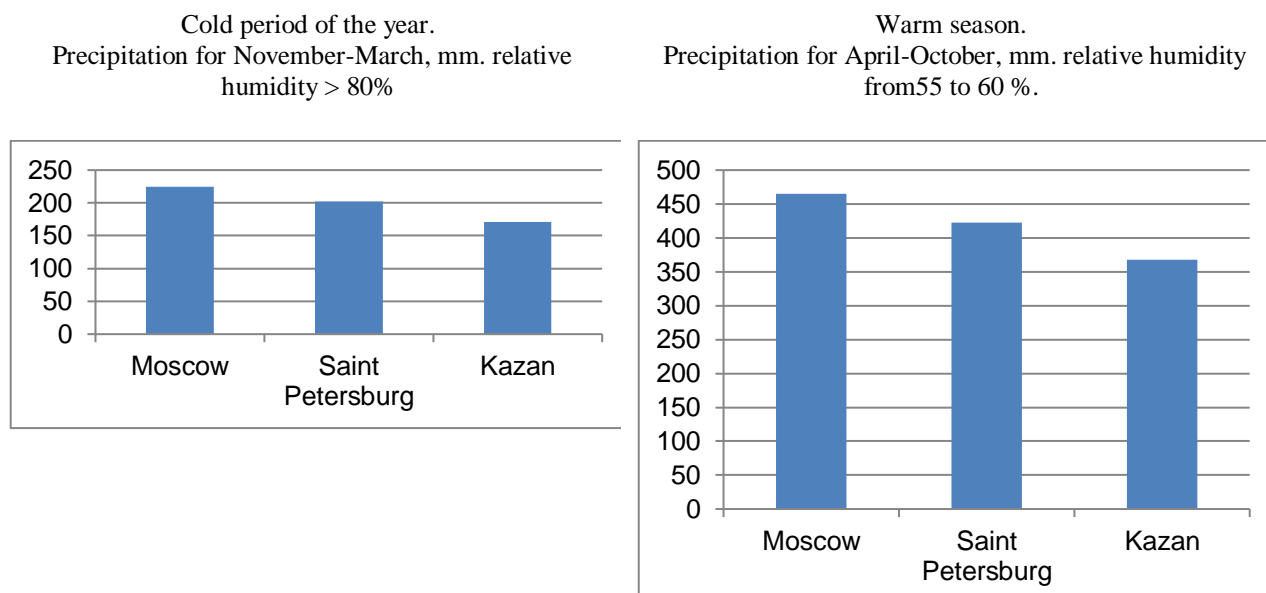 Cold period of the year.
Precipitation for November-March, mm. relative
humidity > 80%
250
200
150
100
50
0
Moscow
Saint
Petersburg
Kazan
Warm season.
Precipitation for April-October, mm. relative humidity
from55 to 60 %.
500
450
400
350
300
250
200
150
100
50
0
Moscow
Saint
Petersburg
Kazan